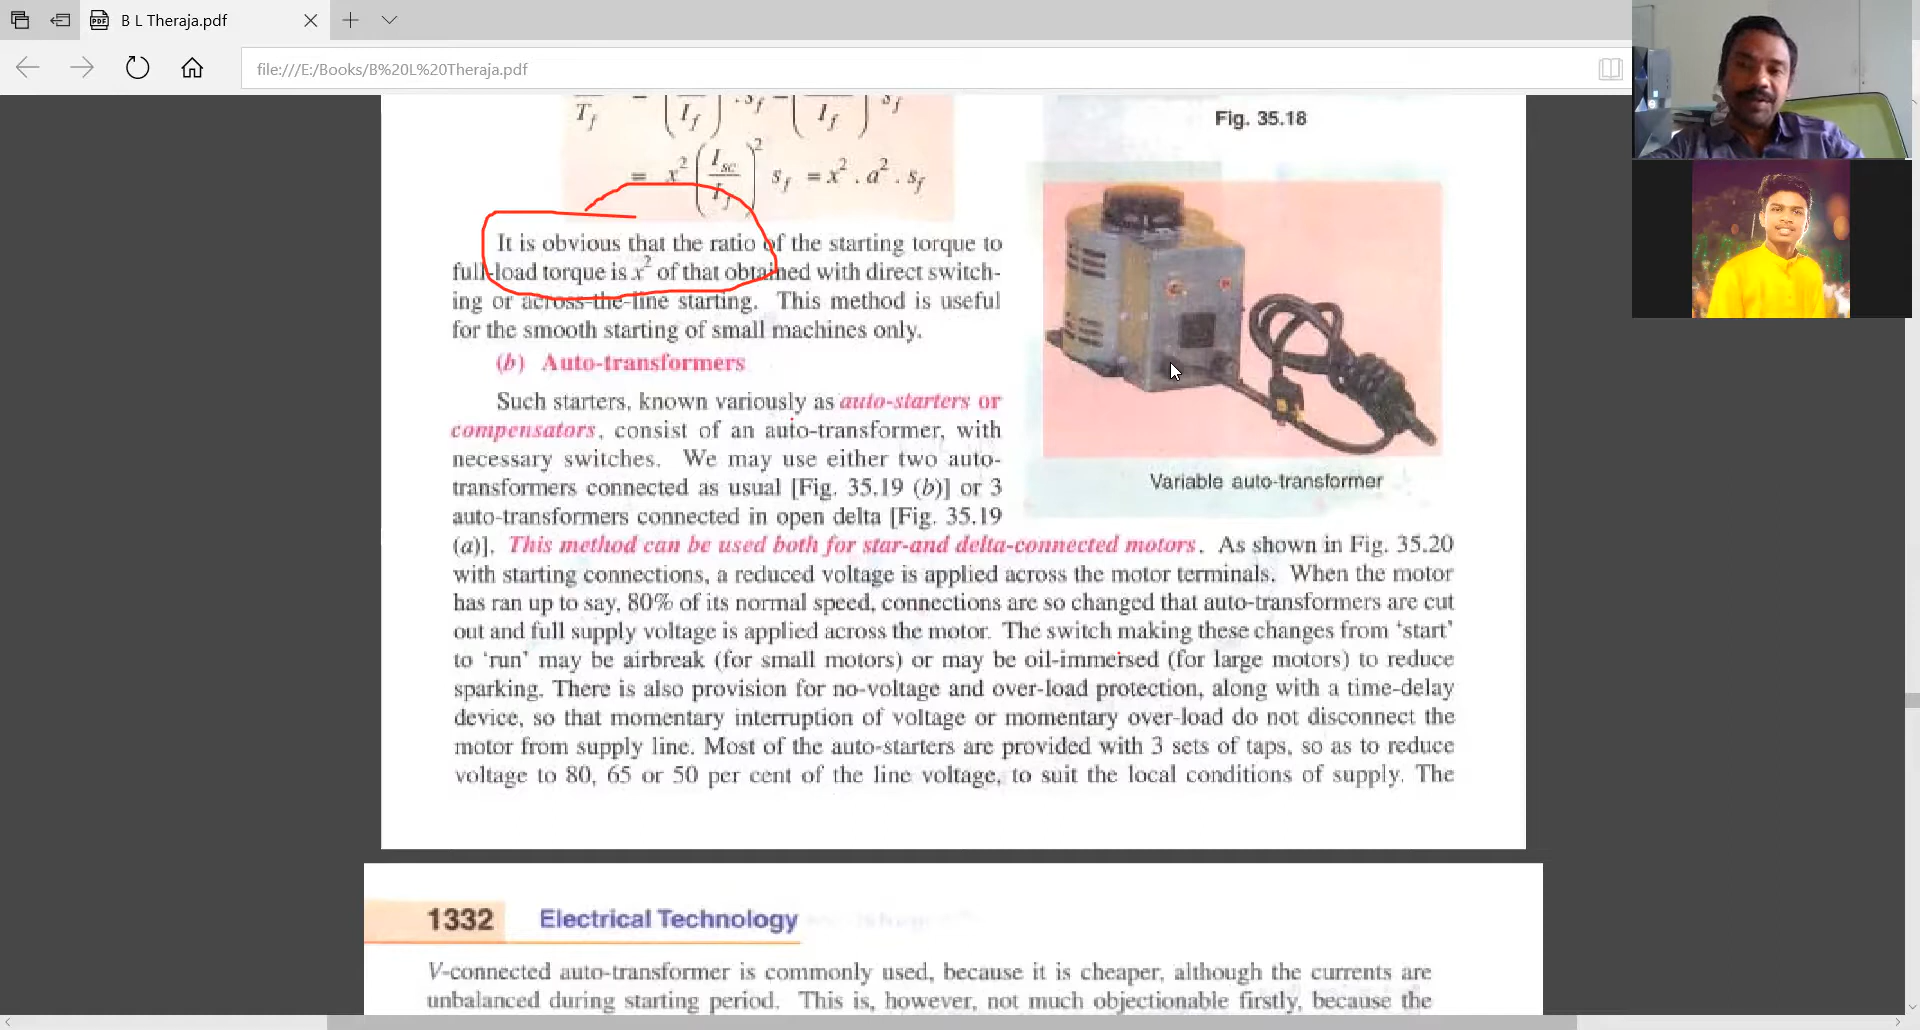 B L Theraja.pdf
file:///E:/Books/B%20L%20Theraja.pdf
T_f = ( I_f ) . s_f = ( I_f ) s_f
= x² ( I_sc / I_f )² s_f = x² . a² . s_f
Fig. 35.18
It is obvious that the ratio of the starting torque to
full-load torque is x² of that obtained with direct switch-
ing or across-the-line starting. This method is useful
for the smooth starting of small machines only.
(b) Auto-transformers
Such starters, known variously as auto-starters or
compensators, consist of an auto-transformer, with
necessary switches. We may use either two auto-
transformers connected as usual [Fig. 35.19 (b)] or 3
auto-transformers connected in open delta [Fig. 35.19
Variable auto-transformer
(a)]. This method can be used both for star-and delta-connected motors. As shown in Fig. 35.20
with starting connections, a reduced voltage is applied across the motor terminals. When the motor
has ran up to say, 80% of its normal speed, connections are so changed that auto-transformers are cut
out and full supply voltage is applied across the motor. The switch making these changes from ‘start’
to ‘run’ may be airbreak (for small motors) or may be oil-immersed (for large motors) to reduce
sparking. There is also provision for no-voltage and over-load protection, along with a time-delay
device, so that momentary interruption of voltage or momentary over-load do not disconnect the
motor from supply line. Most of the auto-starters are provided with 3 sets of taps, so as to reduce
voltage to 80, 65 or 50 per cent of the line voltage, to suit the local conditions of supply. The
1332 Electrical Technology
V-connected auto-transformer is commonly used, because it is cheaper, although the currents are
unbalanced during starting period. This is, however, not much objectionable firstly, because the